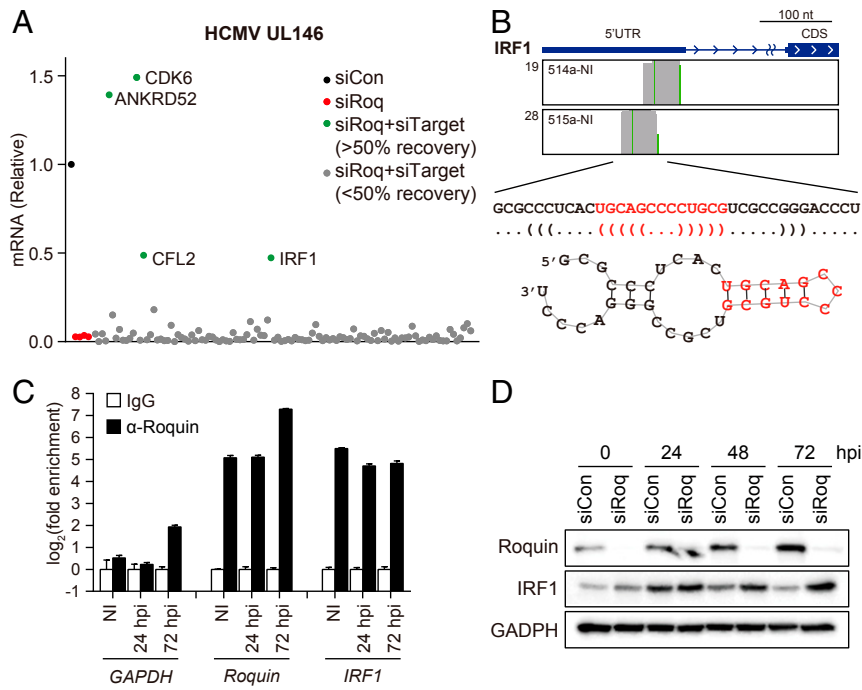 A
HCMV UL146
mRNA (Relative)
1.5
1.0
0.5
0.0
CDK6
ANKRD52
CFL2
IRF1
siCon
siRoq
siRoq+siTarget
(>50% recovery)
siRoq+siTarget
(<50% recovery)
B
100 nt
5'UTR
CDS
IRF1
19
514a-NI
28
515a-NI
GCGCCCUCACUGCAGCCCCUGCGUCGCCGGGACCCU
....(((...(((((...)))))......)))....
5'
G
C
G
C
C
C
U
C
A
C
U
G
C
A
G
C
C
C
C
U
G
C
G
U
C
G
C
C
G
G
G
A
C
C
C
U
3'
C
log2(fold enrichment)
8
7
6
5
4
3
2
1
0
-1
IgG
α-Roquin
NI
24 hpi
72 hpi
NI
24 hpi
72 hpi
NI
24 hpi
72 hpi
GAPDH
Roquin
IRF1
D
0 24 48 72 hpi
siCon siRoq siCon siRoq siCon siRoq siCon siRoq
Roquin
IRF1
GADPH